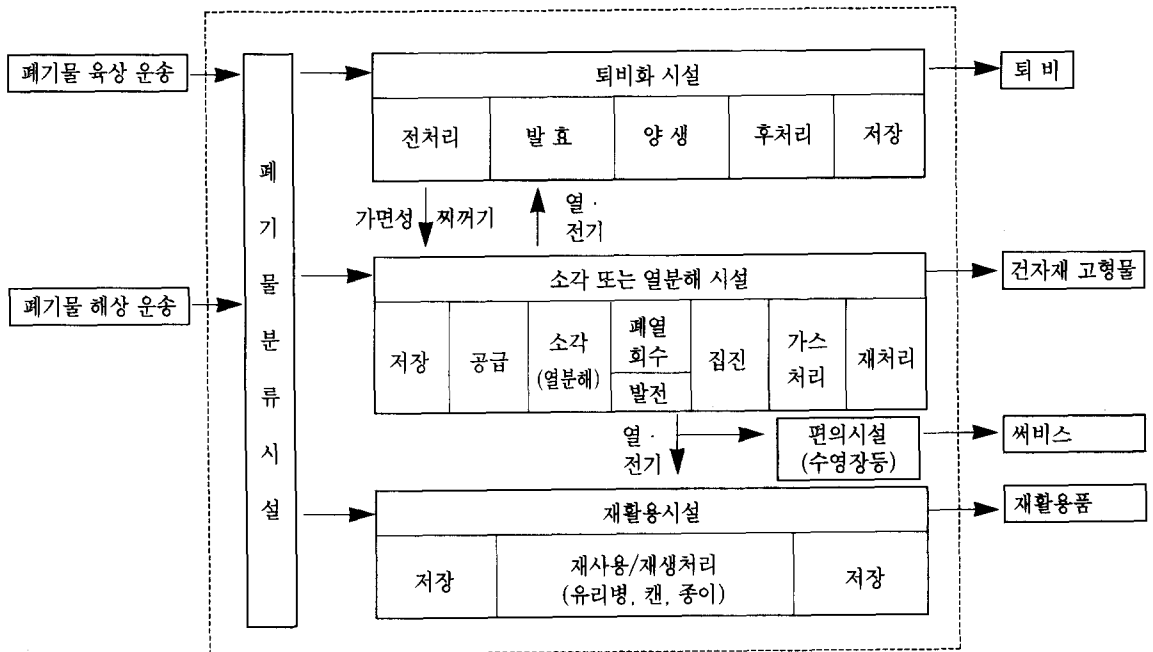 폐기물 육상 운송
폐기물 해상 운송
폐
기
물
분
류
시
설
퇴비화 시설
전처리
발 효
양 생
후처리
저장
퇴 비
가면성 찌꺼기
열 ·
전기
소각 또는 열분해 시설
저장
공급
소각
(열분해)
폐열
회수
발전
집진
가스
처리
재처리
건자재 고형물
열 ·
전기
편의시설
(수영장등)
써비스
재활용시설
저장
재사용/재생처리
(유리병, 캔, 종이)
저장
재활용품